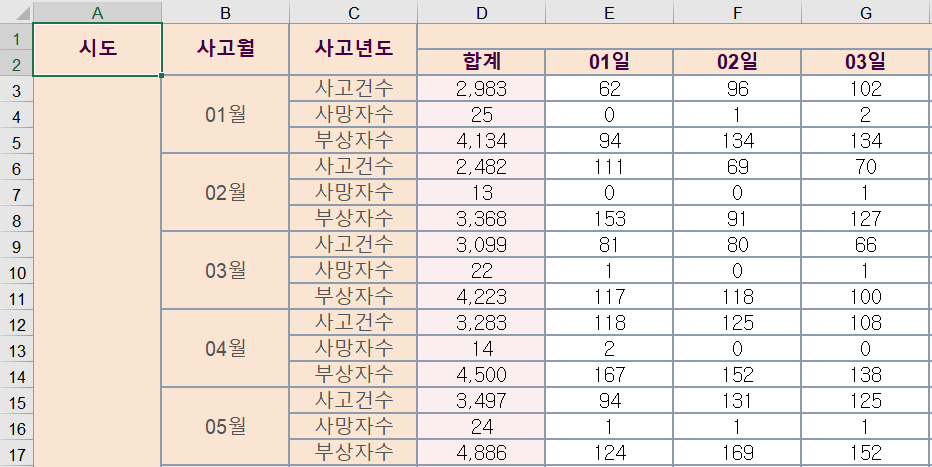 A B C D E F G
1 시도 사고월 사고년도
2 합계 01일 02일 03일
3 사고건수 2,983 62 96 102
4 01월 사망자수 25 0 1 2
5 부상자수 4,134 94 134 134
6 사고건수 2,482 111 69 70
7 02월 사망자수 13 0 0 1
8 부상자수 3,368 153 91 127
9 사고건수 3,099 81 80 66
10 03월 사망자수 22 1 0 1
11 부상자수 4,223 117 118 100
12 사고건수 3,283 118 125 108
13 04월 사망자수 14 2 0 0
14 부상자수 4,500 167 152 138
15 사고건수 3,497 94 131 125
16 05월 사망자수 24 1 1 1
17 부상자수 4,886 124 169 152